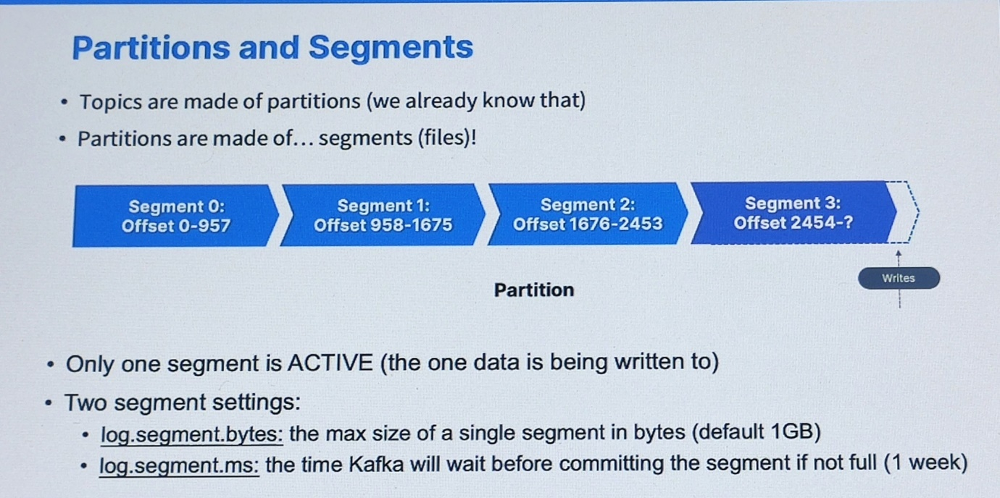 Partitions and Segments
• Topics are made of partitions (we already know that)
• Partitions are made of... segments (files)!
Segment 0:
Offset 0-957
Segment 1:
Offset 958-1675
Segment 2:
Offset 1676-2453
Segment 3:
Offset 2454-?
Writes
Partition
• Only one segment is ACTIVE (the one data is being written to)
• Two segment settings:
• log.segment.bytes: the max size of a single segment in bytes (default 1GB)
• log.segment.ms: the time Kafka will wait before committing the segment if not full (1 week)